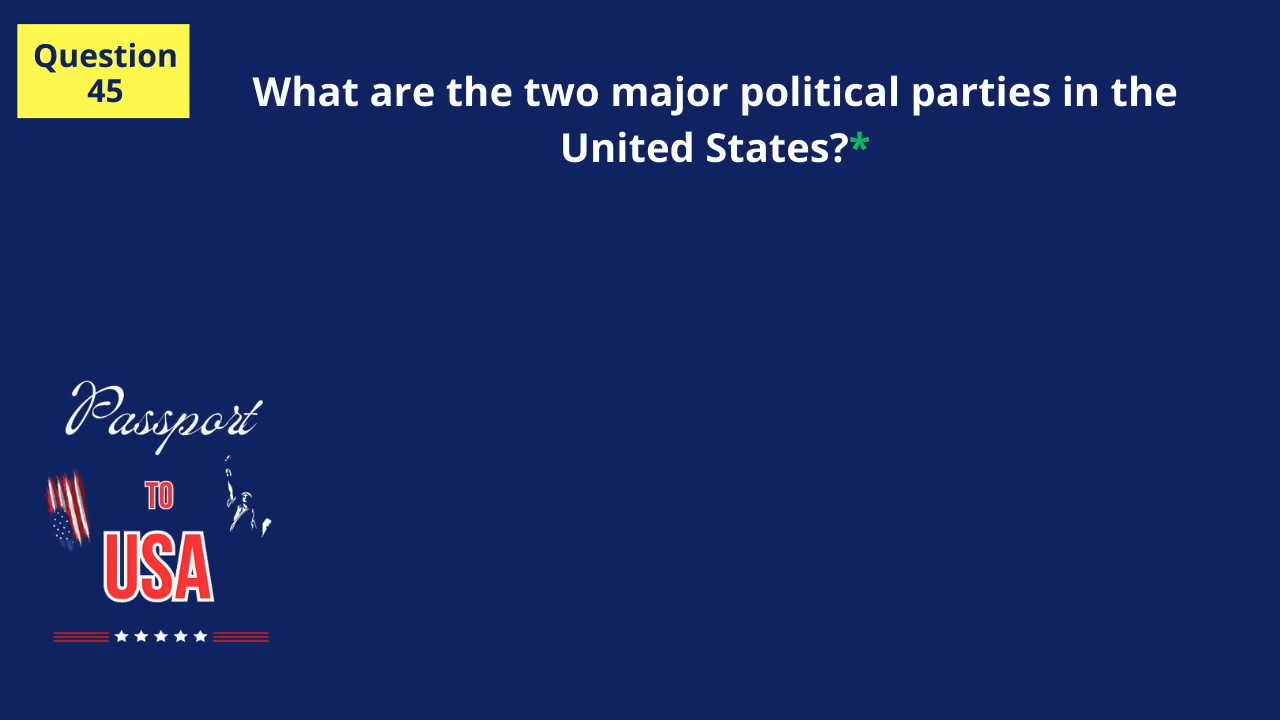 Question
45
What are the two major political parties in the
United States?*
Passport
TO
USA